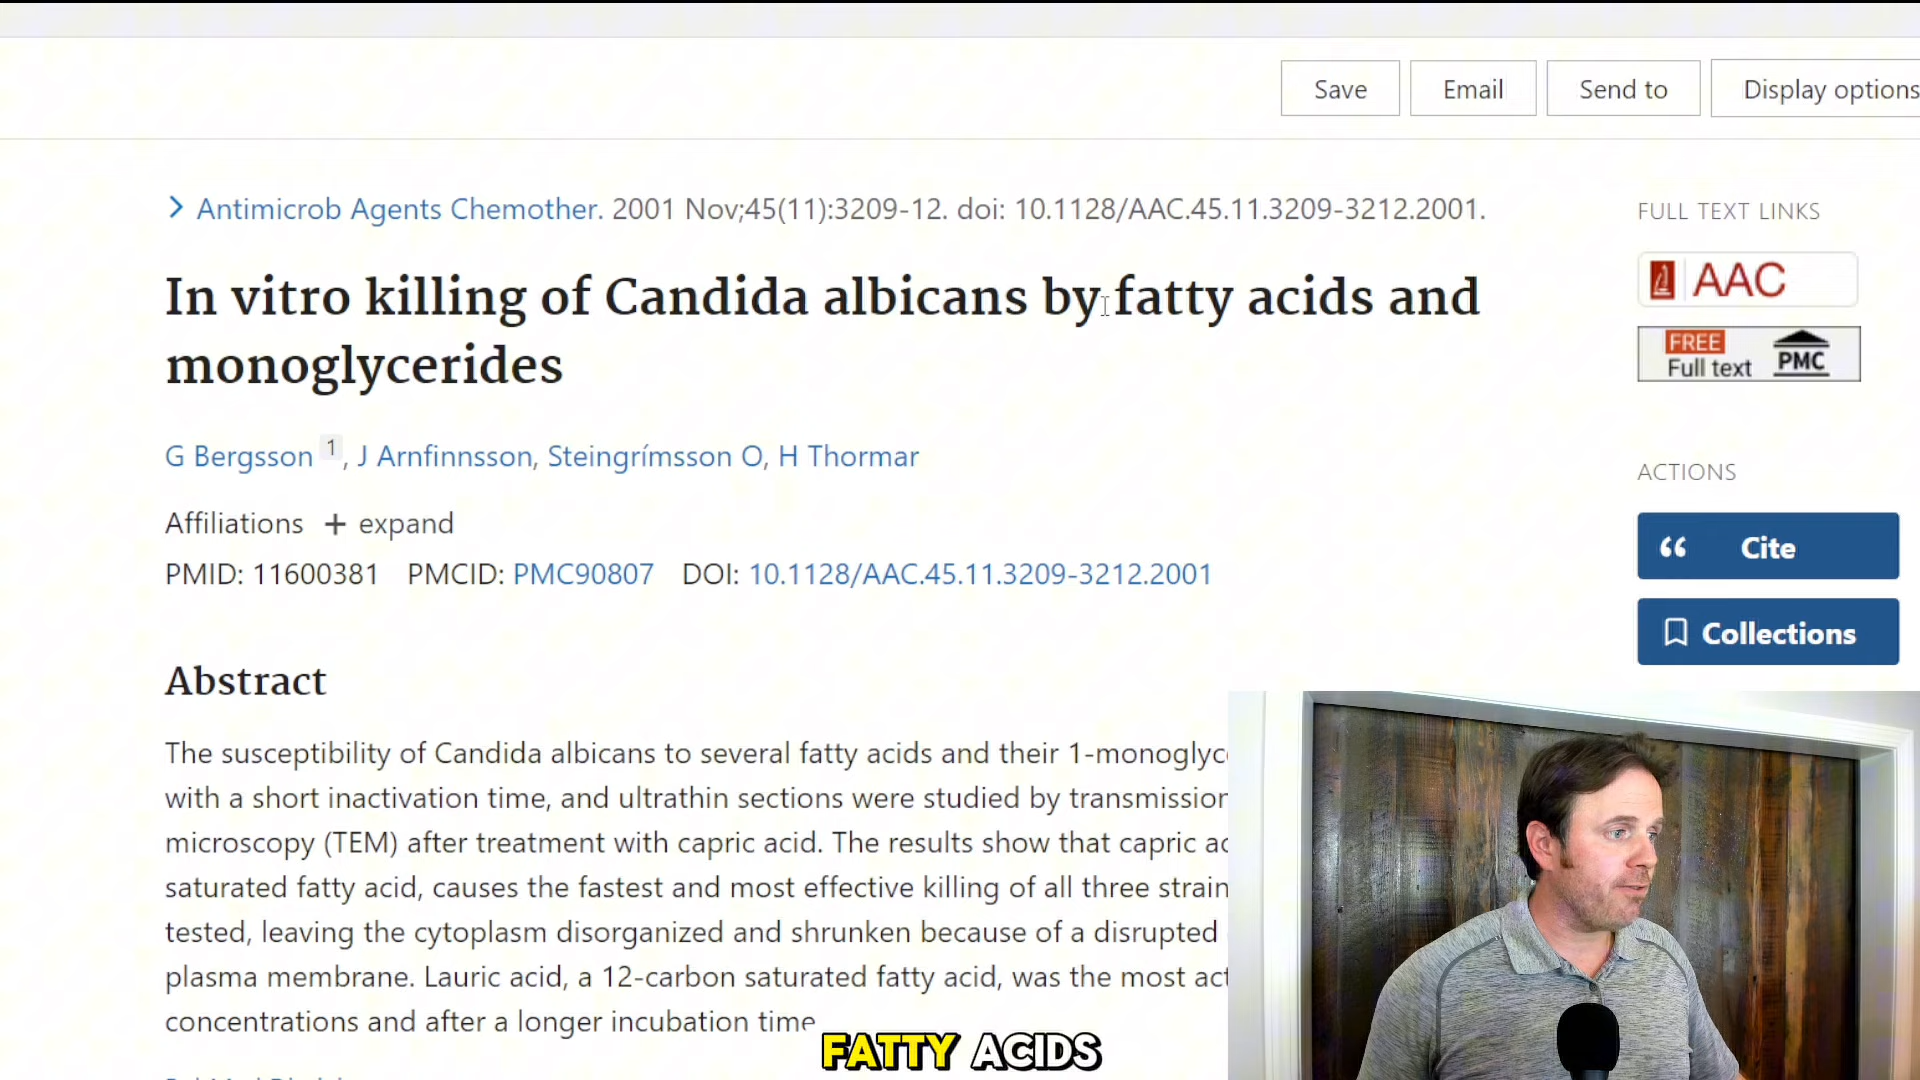 Save Email Send to Display options
Antimicrob Agents Chemother. 2001 Nov;45(11):3209-12. doi: 10.1128/AAC.45.11.3209-3212.2001.
In vitro killing of Candida albicans by fatty acids and
monoglycerides
G Bergsson 1, J Arnfinnsson, Steingrímsson O, H Thormar
Affiliations + expand
PMID: 11600381 PMCID: PMC90807 DOI: 10.1128/AAC.45.11.3209-3212.2001
Abstract
The susceptibility of Candida albicans to several fatty acids and their 1-monoglyc
with a short inactivation time, and ultrathin sections were studied by transmission
microscopy (TEM) after treatment with capric acid. The results show that capric ac
saturated fatty acid, causes the fastest and most effective killing of all three strain
tested, leaving the cytoplasm disorganized and shrunken because of a disrupted
plasma membrane. Lauric acid, a 12-carbon saturated fatty acid, was the most act
concentrations and after a longer incubation time
FULL TEXT LINKS
AAC
FREE
Full text PMC
ACTIONS
Cite
Collections
FATTY ACIDS